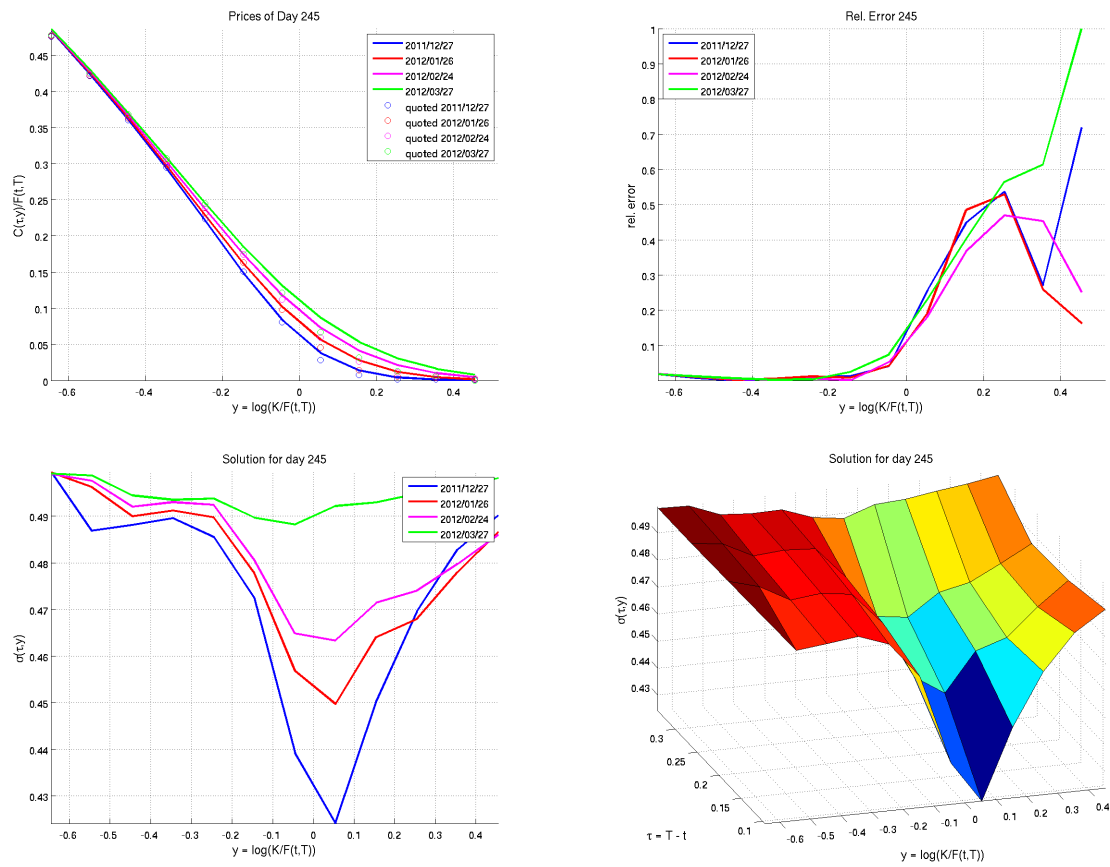 Prices of Day 245
C(τ,y)/F(t,T)
0.45
0.4
0.35
0.3
0.25
0.2
0.15
0.1
0.05
0
-0.6 -0.4 -0.2 0 0.2 0.4
y = log(K/F(t,T))
2011/12/27
2012/01/26
2012/02/24
2012/03/27
quoted 2011/12/27
quoted 2012/01/26
quoted 2012/02/24
quoted 2012/03/27
Rel. Error 245
rel. error
1
0.9
0.8
0.7
0.6
0.5
0.4
0.3
0.2
0.1
-0.6 -0.4 -0.2 0 0.2 0.4
y = log(K/F(t,T))
2011/12/27
2012/01/26
2012/02/24
2012/03/27
Solution for day 245
σ(τ,y)
0.49
0.48
0.47
0.46
0.45
0.44
0.43
-0.6 -0.5 -0.4 -0.3 -0.2 -0.1 0 0.1 0.2 0.3 0.4
y = log(K/F(t,T))
2011/12/27
2012/01/26
2012/02/24
2012/03/27
Solution for day 245
σ(τ,y)
0.49
0.48
0.47
0.46
0.45
0.44
0.43
0.3
0.25
0.2
0.15
0.1
τ = T - t
-0.6 -0.5 -0.4 -0.3 -0.2 -0.1 0 0.1 0.2 0.3 0.4
y = log(K/F(t,T))